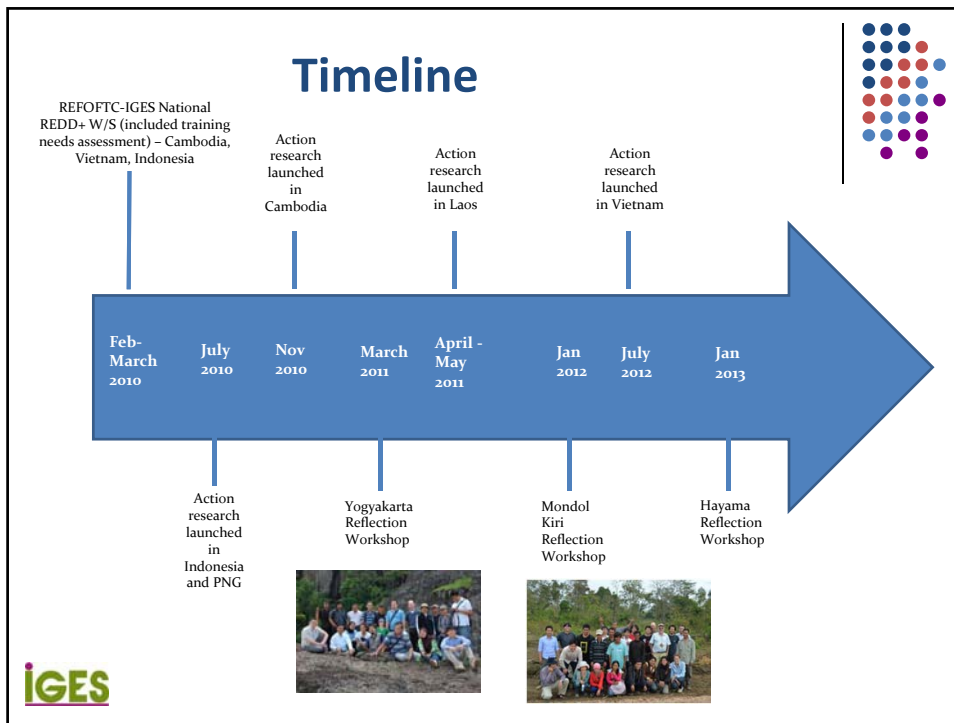 Timeline
REFOFTC-IGES National
REDD+ W/S (included training
needs assessment) – Cambodia,
Vietnam, Indonesia
Action
research
launched
in
Cambodia
Action
research
launched
in Laos
Action
research
launched
in Vietnam
Feb-
March
2010
July
2010
Nov
2010
March
2011
April -
May
2011
Jan
2012
July
2012
Jan
2013
Action
research
launched
in
Indonesia
and PNG
Yogyakarta
Reflection
Workshop
Mondol
Kiri
Reflection
Workshop
Hayama
Reflection
Workshop
IGES